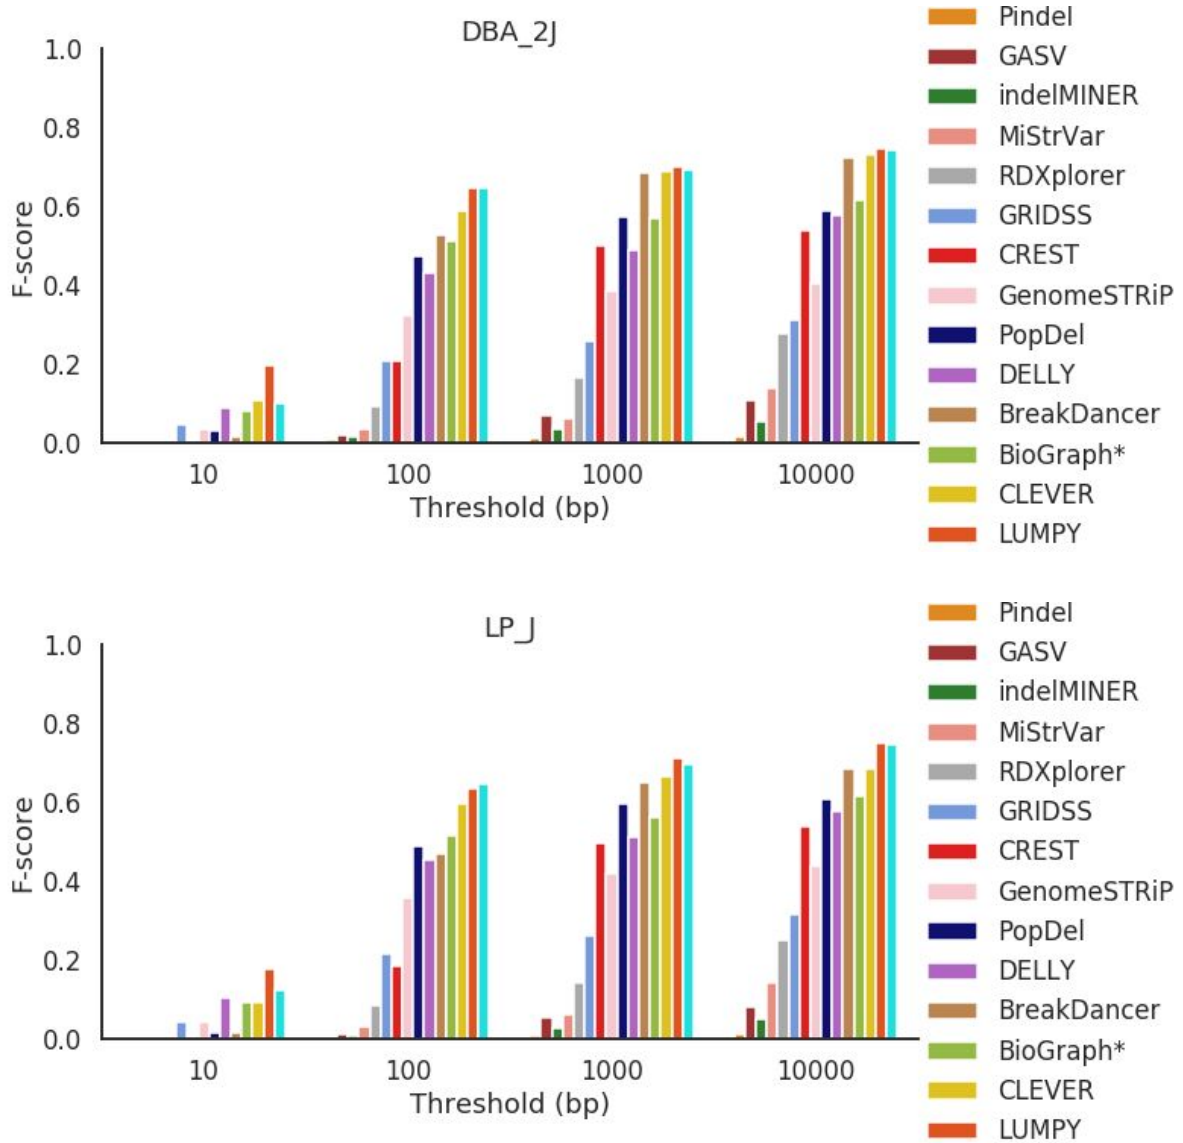 DBA_2J
1.0
0.8
0.6
0.4
0.2
0.0
F-score
10
100
1000
10000
Threshold (bp)
Pindel
GASV
indelMINER
MiStrVar
RDXplorer
GRIDSS
CREST
GenomeSTRiP
PopDel
DELLY
BreakDancer
BioGraph*
CLEVER
LUMPY
LP_J
1.0
0.8
0.6
0.4
0.2
0.0
F-score
10
100
1000
10000
Threshold (bp)
Pindel
GASV
indelMINER
MiStrVar
RDXplorer
GRIDSS
CREST
GenomeSTRiP
PopDel
DELLY
BreakDancer
BioGraph*
CLEVER
LUMPY